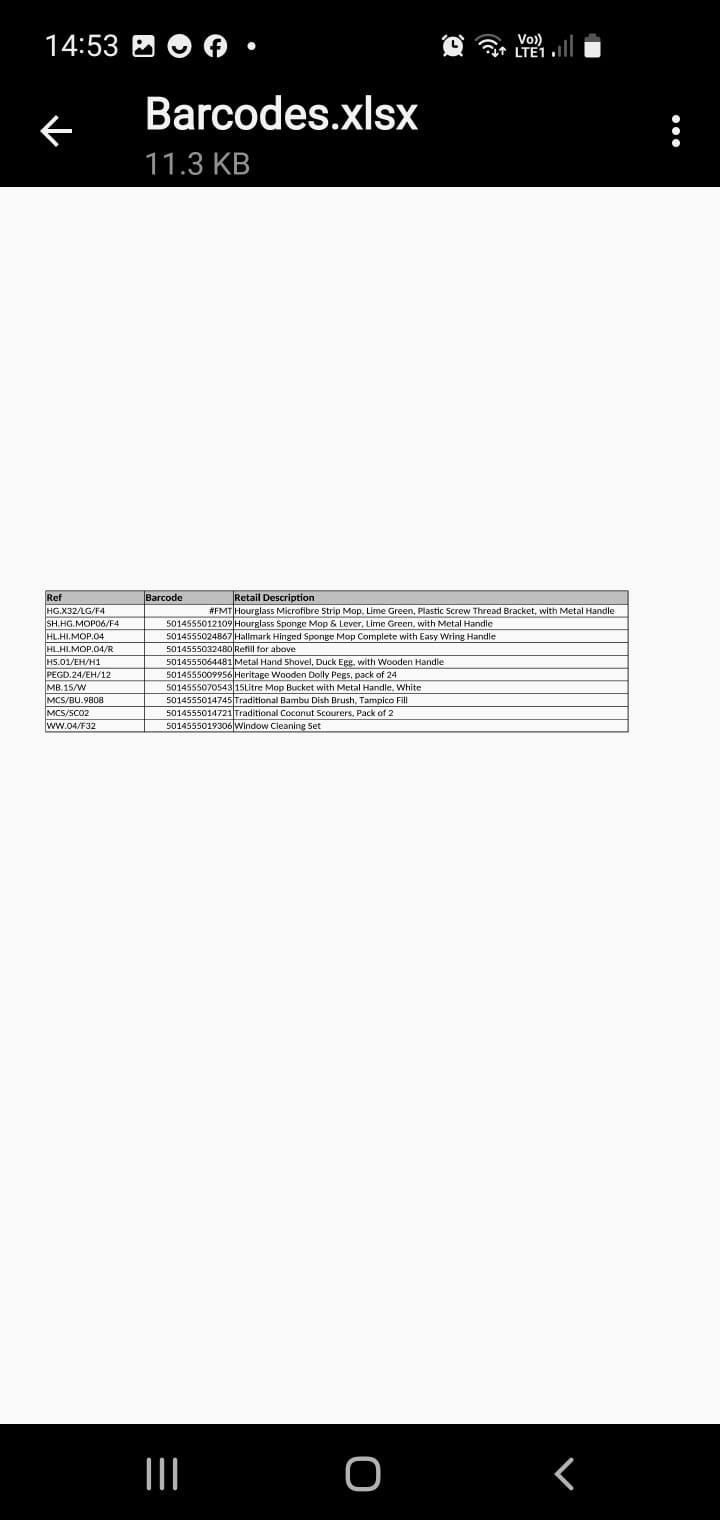 14:53
Vo))
LTE1
Barcodes.xlsx
11.3 KB
Ref Barcode Retail Description
HG.X32/LG/F4 #FMT Hourglass Microfibre Strip Mop, Lime Green, Plastic Screw Thread Bracket, with Metal Handle
SH.HG.MOP06/F4 5014555012109 Hourglass Sponge Mop & Lever, Lime Green, with Metal Handle
HL.HI.MOP.04 5014555024867 Hallmark Hinged Sponge Mop Complete with Easy Wring Handle
HL.HI.MOP.04/R 5014555032480 Refill for above
HS.01/EH/H1 5014555064481 Metal Hand Shovel, Duck Egg, with Wooden Handle
PEGD.24/EH/12 5014555009956 Heritage Wooden Dolly Pegs, pack of 24
MB.15/W 5014555070543 15Litre Mop Bucket with Metal Handle, White
MCS/BU.9808 5014555014745 Traditional Bambu Dish Brush, Tampico Fill
MCS/SC02 5014555014721 Traditional Coconut Scourers, Pack of 2
WW.04/F32 5014555019306 Window Cleaning Set